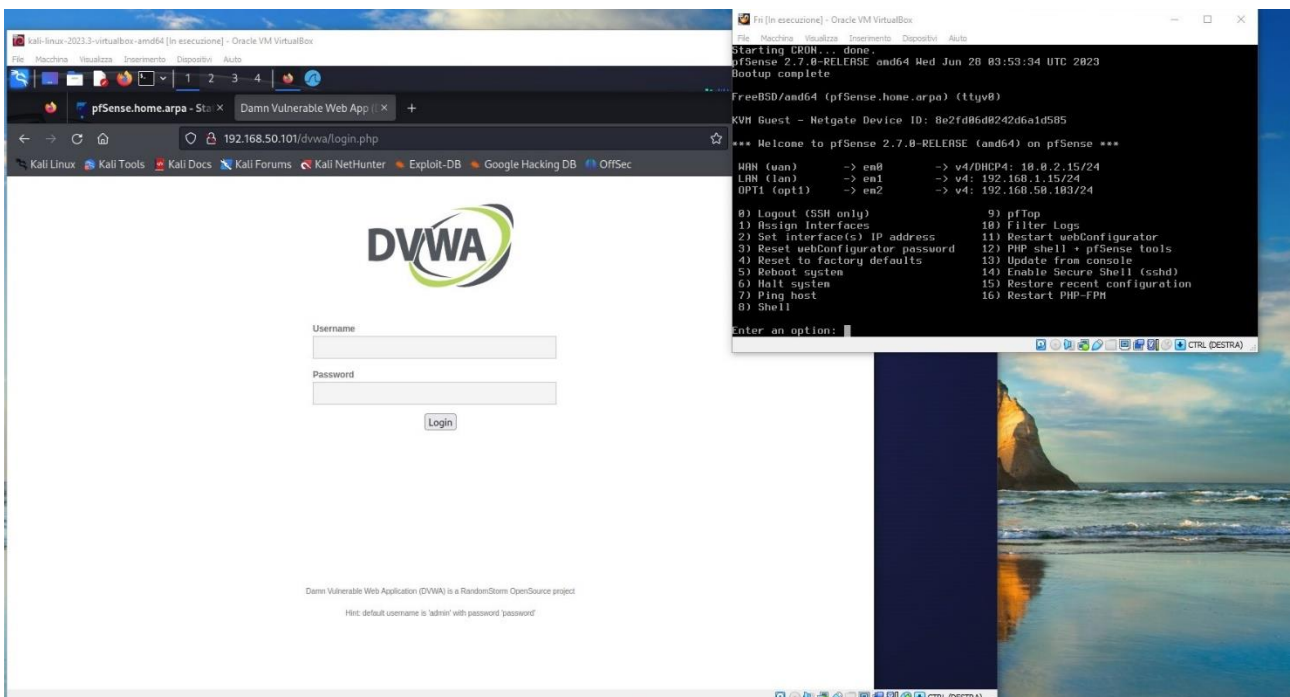 kali-linux-2023.3-virtualbox-amd64 [In esecuzione] - Oracle VM VirtualBox
File Macchina Visualizza Inserimento Dispositivi Aiuto
1 2 3 4
pfSense.home.arpa - Sta
Damn Vulnerable Web App (
192.168.50.101/dvwa/login.php
Kali Linux Kali Tools Kali Docs Kali Forums Kali NetHunter Exploit-DB Google Hacking DB OffSec
DVWA
Username
Password
Login
Damn Vulnerable Web Application (DVWA) is a RandomStorm OpenSource project
Hint: default username is 'admin' with password 'password'
Fri [In esecuzione] - Oracle VM VirtualBox
File Macchina Visualizza Inserimento Dispositivi Aiuto
Starting CRON... done.
pfSense 2.7.0-RELEASE amd64 Wed Jun 28 03:53:34 UTC 2023
Bootup complete
FreeBSD/amd64 (pfSense.home.arpa) (ttyv0)
KVM Guest - Netgate Device ID: 8e2fd06d0242d6a1d585
*** Welcome to pfSense 2.7.0-RELEASE (amd64) on pfSense ***
WAN (wan) -> em0 -> v4/DHCP4: 10.0.2.15/24
LAN (lan) -> em1 -> v4: 192.168.1.15/24
OPT1 (opt1) -> em2 -> v4: 192.168.50.103/24
0) Logout (SSH only) 9) pfTop
1) Assign Interfaces 10) Filter Logs
2) Set interface(s) IP address 11) Restart webConfigurator
3) Reset webConfigurator password 12) PHP shell + pfSense tools
4) Reset to factory defaults 13) Update from console
5) Reboot system 14) Enable Secure Shell (sshd)
6) Halt system 15) Restore recent configuration
7) Ping host 16) Restart PHP-FPM
8) Shell
Enter an option:
CTRL (DESTRA)
CTRL (DESTRA)